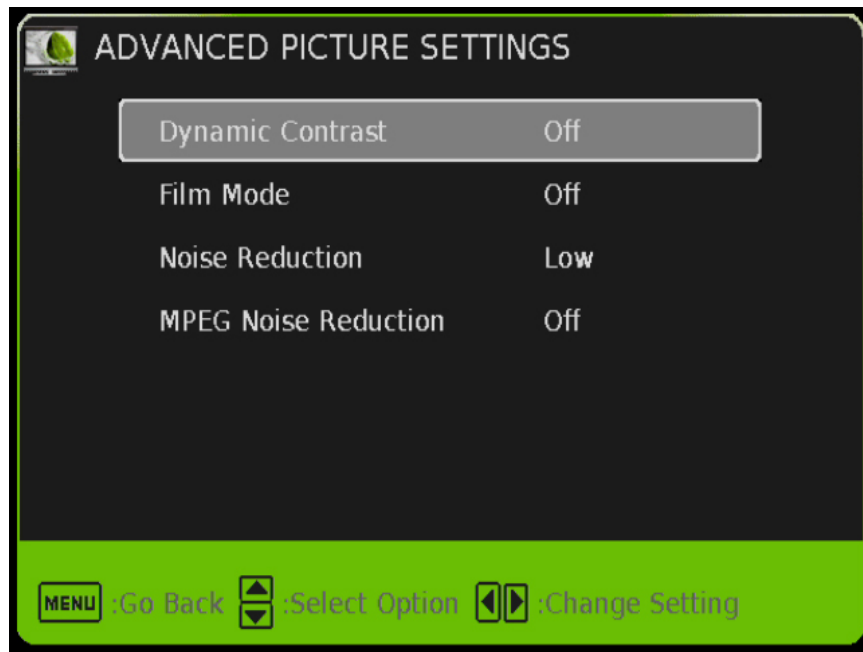 ADVANCED PICTURE SETTINGS
Dynamic Contrast Off
Film Mode Off
Noise Reduction Low
MPEG Noise Reduction Off
MENU :Go Back :Select Option :Change Setting